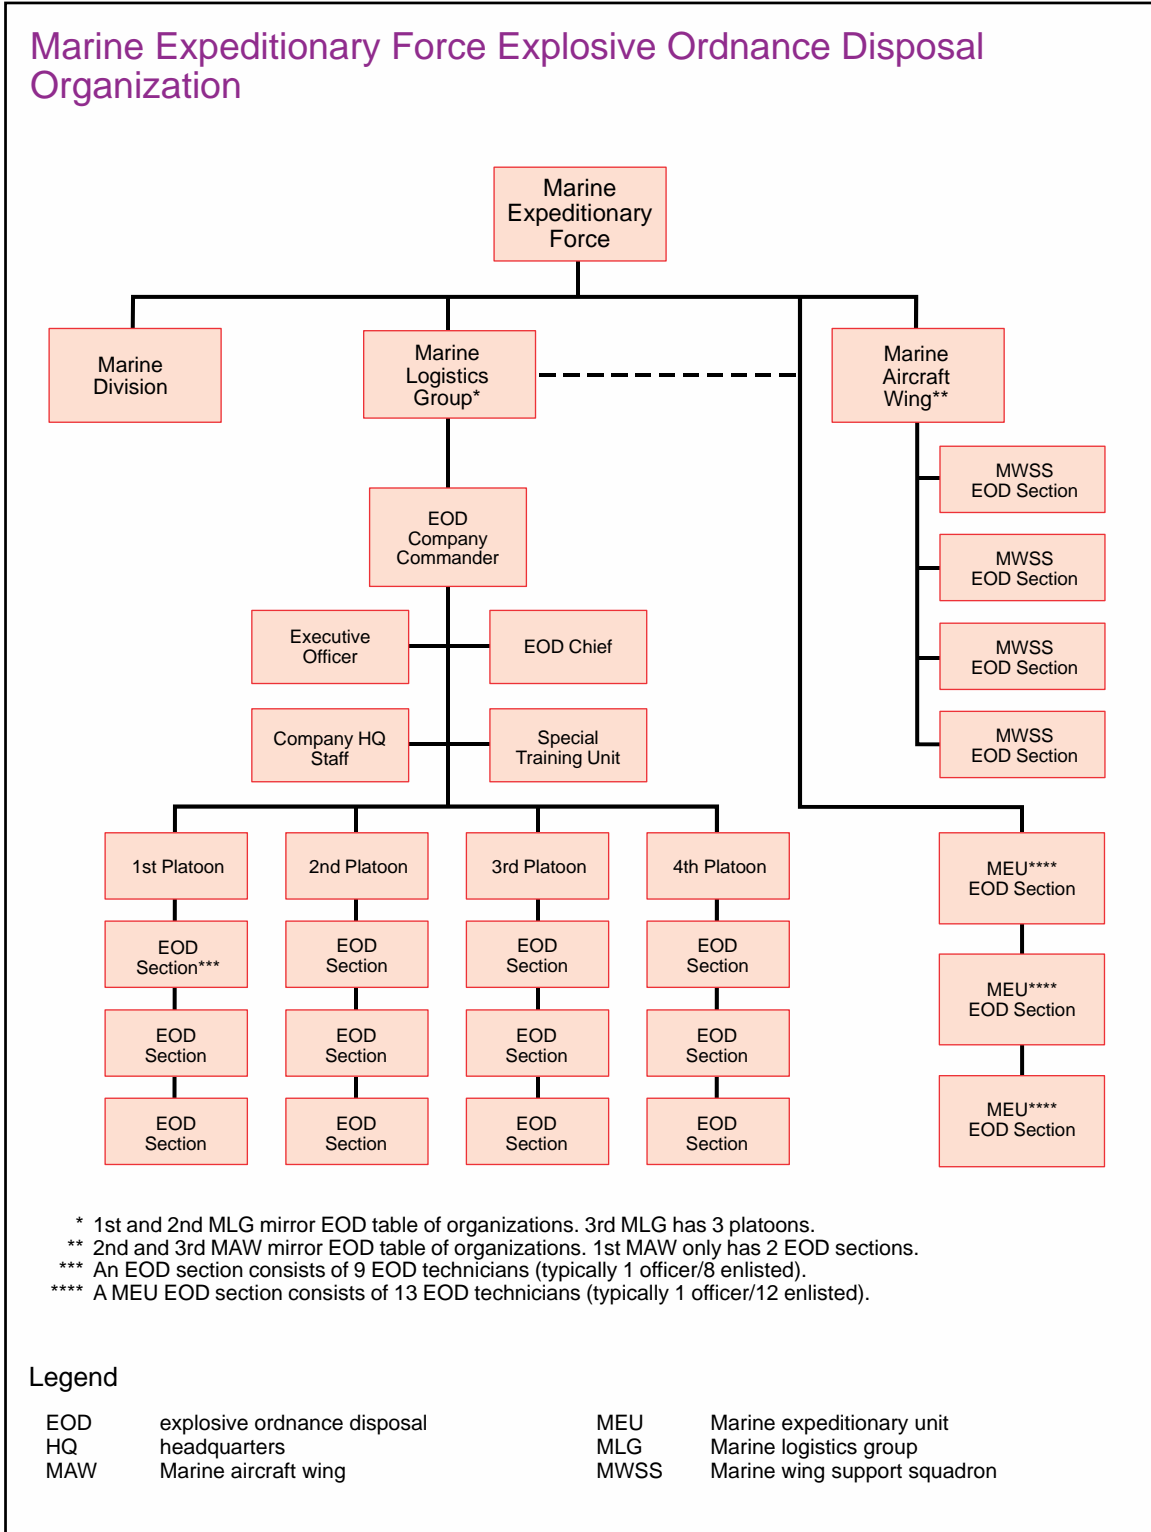 Marine Expeditionary Force Explosive Ordnance Disposal
Organization
Marine
Expeditionary
Force
Marine
Division
Marine
Logistics
Group*
Marine
Aircraft
Wing**
MWSS
EOD Section
MWSS
EOD Section
MWSS
EOD Section
MWSS
EOD Section
EOD
Company
Commander
Executive
Officer
EOD Chief
Company HQ
Staff
Special
Training Unit
1st Platoon
2nd Platoon
3rd Platoon
4th Platoon
MEU****
EOD Section
EOD
Section***
EOD
Section
EOD
Section
EOD
Section
MEU****
EOD Section
EOD
Section
EOD
Section
EOD
Section
EOD
Section
MEU****
EOD Section
EOD
Section
EOD
Section
EOD
Section
EOD
Section
* 1st and 2nd MLG mirror EOD table of organizations. 3rd MLG has 3 platoons.
** 2nd and 3rd MAW mirror EOD table of organizations. 1st MAW only has 2 EOD sections.
*** An EOD section consists of 9 EOD technicians (typically 1 officer/8 enlisted).
**** A MEU EOD section consists of 13 EOD technicians (typically 1 officer/12 enlisted).
Legend
EOD explosive ordnance disposal
HQ headquarters
MAW Marine aircraft wing
MEU Marine expeditionary unit
MLG Marine logistics group
MWSS Marine wing support squadron